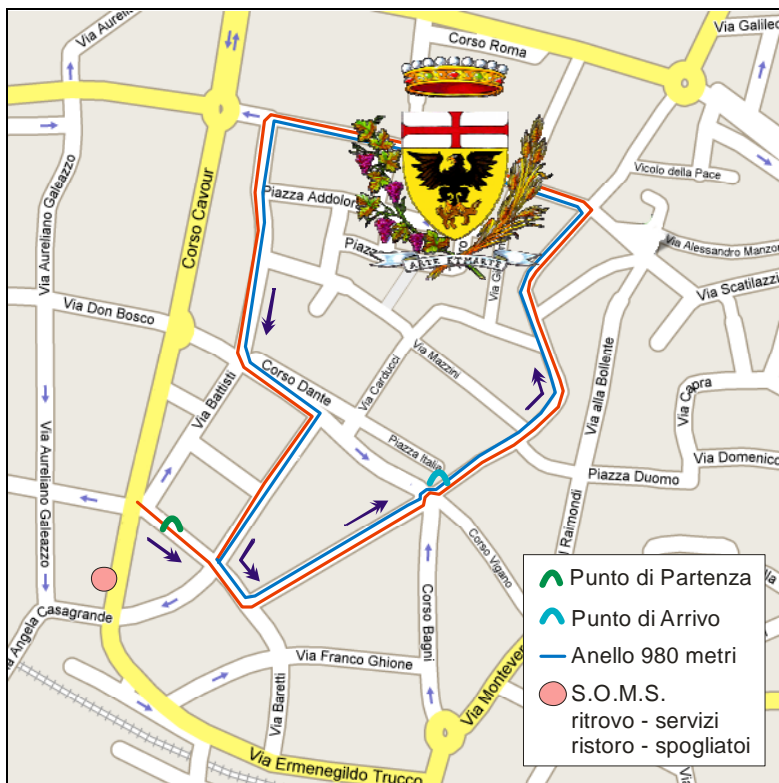 Via Aureliano
Corso Roma
Via Galileo
Vicolo della Pace
Via Aureliano Galeazzo
Corso Cavour
Piazza Addolor
Piazza
ARTE ET MARTE
Via Gi
Via Alessandro Manzoni
Via Scatilazzi
Via Don Bosco
Via Mazzini
Via Carducci
Corso Dante
Via Battisti
Via alla Bollente
Via Capra
Piazza Italia
Via Domenico
Piazza Duomo
Via Aureliano Galeazzo
Raimondi
Corso Vigano
Via Angela Casagrande
Corso Bagni
Via Franco Ghione
Via Baretti
Via Monteverde
Via Ermenegildo Trucco
Punto di Partenza
Punto di Arrivo
Anello 980 metri
S.O.M.S.
ritrovo - servizi
ristoro - spogliatoi